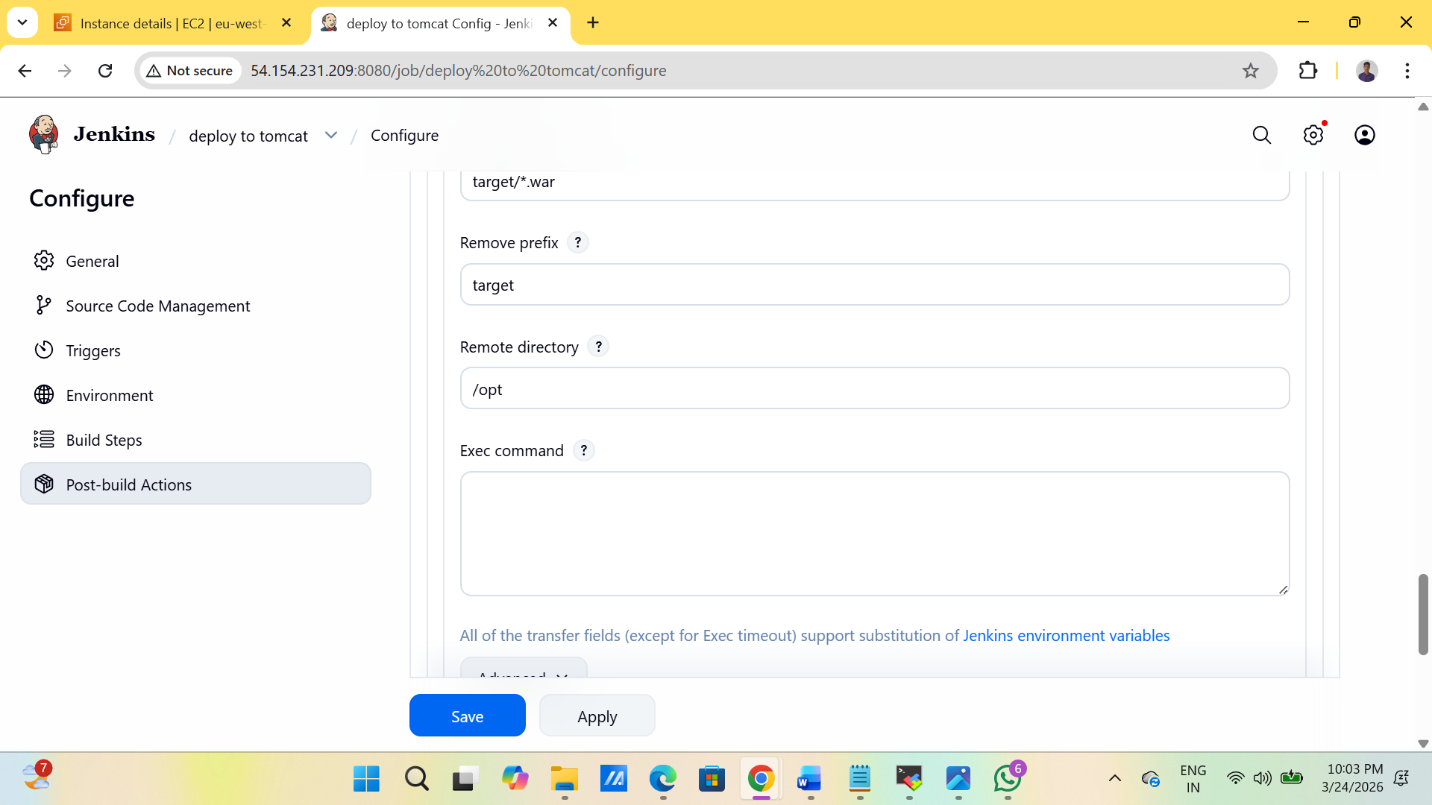 Instance details | EC2 | eu-west-
deploy to tomcat Config - Jenki
Not secure
54.154.231.209:8080/job/deploy%20to%20tomcat/configure
Jenkins / deploy to tomcat / Configure
Configure
General
Source Code Management
Triggers
Environment
Build Steps
Post-build Actions
target/*.war
Remove prefix ?
target
Remote directory ?
/opt
Exec command ?
All of the transfer fields (except for Exec timeout) support substitution of Jenkins environment variables
Advanced
Save
Apply
7
6
ENG
IN
10:03 PM
3/24/2026